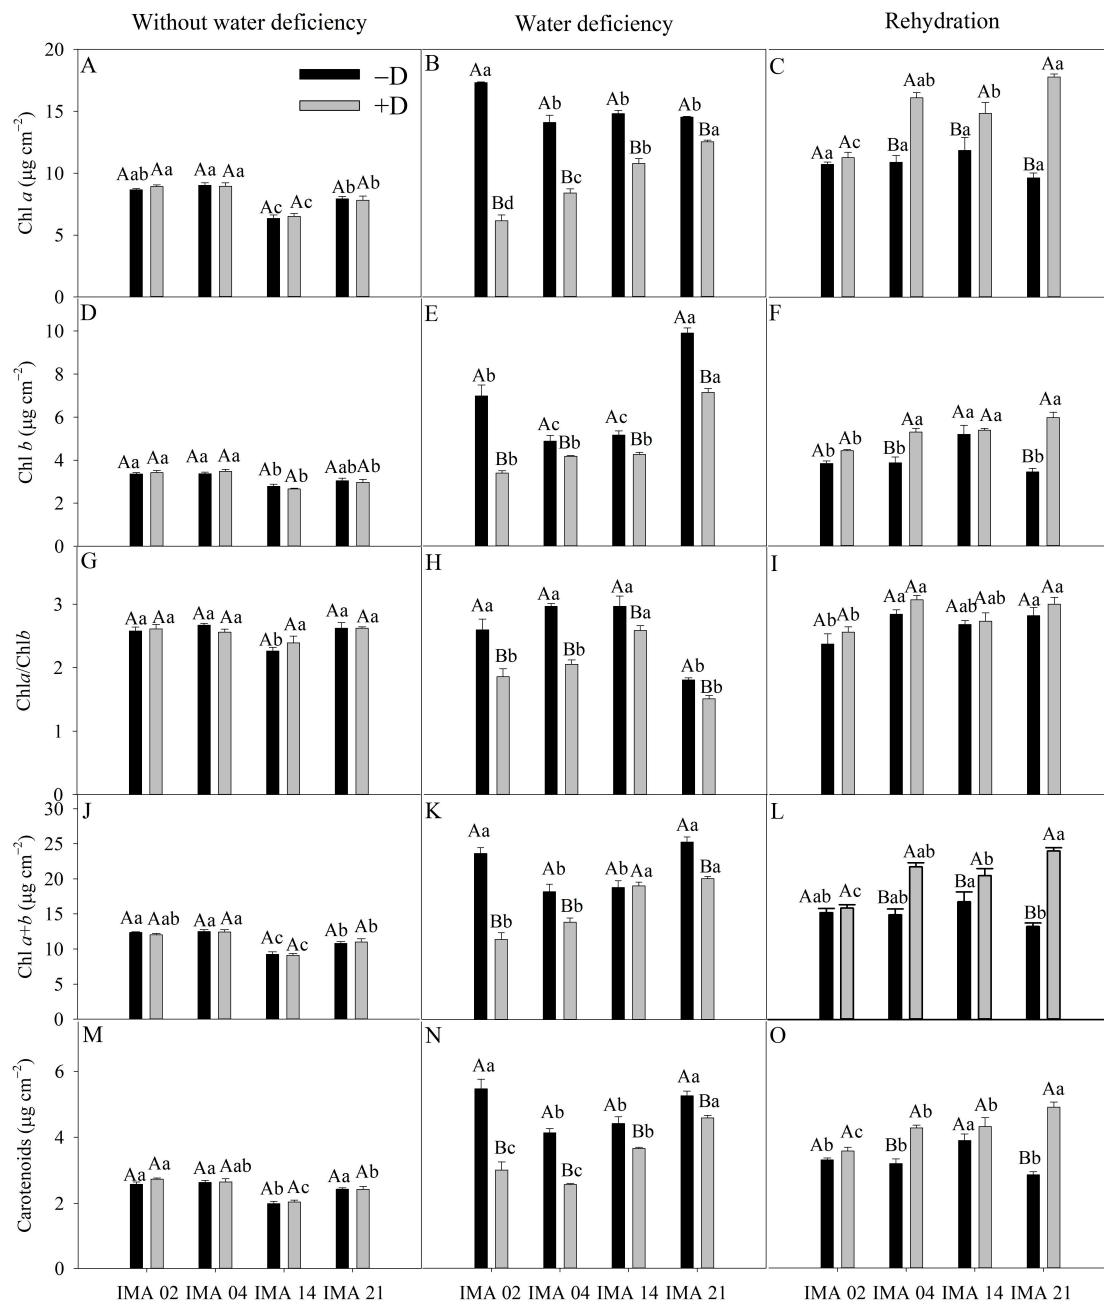 Without water deficiency
Water deficiency
Rehydration
A
–D
+D
20
15
10
5
0
Chl a (µg cm−2)
Aab Aa
Aa Aa
Ac Ac
Ab Ab
B
Aa
Bd
Ab
Bc
Ab
Bb
Ab
Ba
C
Aa Ac
Ba
Aab
Ba
Ab
Ba
Aa
D
10
8
6
4
2
0
Chl b (µg cm−2)
Aa Aa
Aa Aa
Ab Ab
Aab Ab
E
Ab
Bb
Ac
Bb
Ac
Bb
Aa
Ba
F
Ab Ab
Bb
Aa
Aa Aa
Bb
Aa
G
3
2
1
0
Chla/Chlb
Aa Aa
Aa Aa
Ab Aa
Aa Aa
H
Aa
Bb
Aa
Bb
Aa
Ba
Ab
Bb
I
Ab Ab
Aa Aa
Aab Aab
Aa Aa
J
30
25
20
15
10
5
0
Chl a+b (µg cm−2)
Aa Aab
Aa Aa
Ac Ac
Ab Ab
K
Aa
Bb
Ab
Bb
Ab Aa
Aa
Ba
L
Aab Ac
Bab
Aab
Ba
Ab
Bb
Aa
M
6
4
2
0
Carotenoids (µg cm−2)
Aa Aa
Aa Aab
Ab Ac
Aa Ab
N
Aa
Bc
Ab
Bc
Ab
Bb
Aa
Ba
O
Ab Ac
Bb
Ab
Aa Ab
Bb
Aa
IMA 02 IMA 04 IMA 14 IMA 21
IMA 02 IMA 04 IMA 14 IMA 21
IMA 02 IMA 04 IMA 14 IMA 21